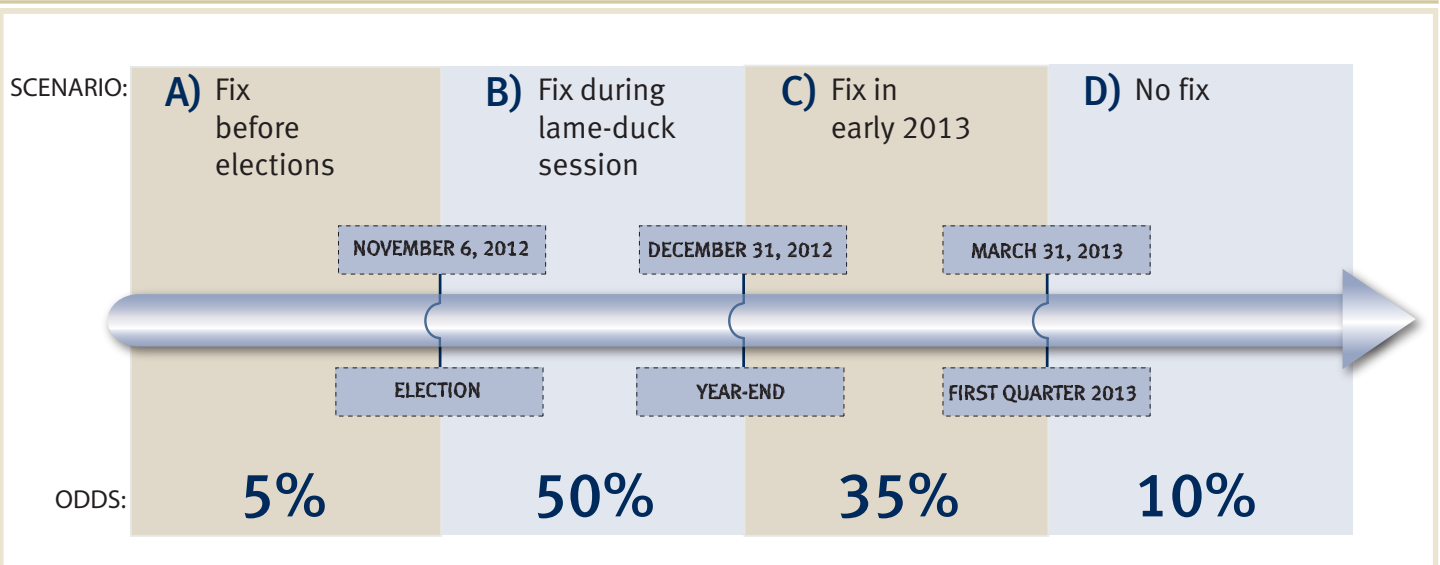 SCENARIO:
A) Fix
before
elections
B) Fix during
lame-duck
session
C) Fix in
early 2013
D) No fix
NOVEMBER 6, 2012
DECEMBER 31, 2012
MARCH 31, 2013
ELECTION
YEAR-END
FIRST QUARTER 2013
ODDS:
5%
50%
35%
10%